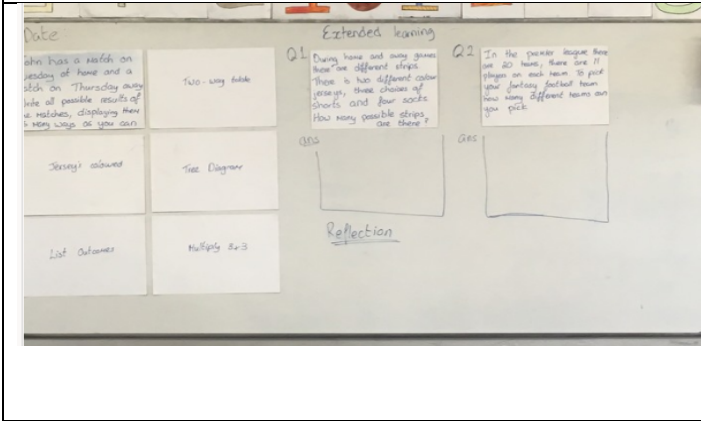 Date
Extended learning
ohn has a match on
esday at home and a
tch on Thursday away
all possible results of
matches, displaying them
many ways as you can
Two-way table
Jersey's coloured
Tree Diagram
List Outcomes
Multiply 3x3
Q1
During home and away games
these are different strips.
There is two different colour
jerseys, three choices of
shorts and four socks.
How many possible strips
are there?
ans
Q2
In the premier league there
are 20 teams, there are 11
players on each team. To pick
your fantasy football team
how many different teams can
you pick
ans
Reflection